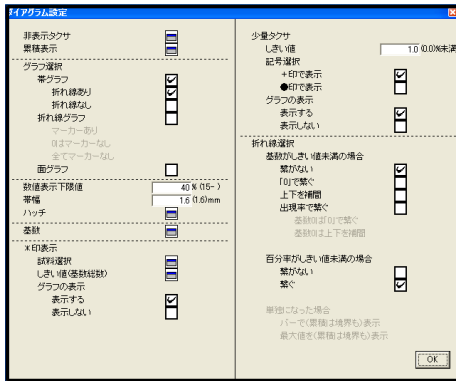 ダイアグラム設定
非表示タクサ
累積表示
グラフ選択
帯グラフ
折れ線あり
折れ線なし
折れ線グラフ
マーカーあり
0はマーカーなし
全てマーカーなし
面グラフ
数値表示下限値 40 % (15- )
帯幅 1.6 (1.6)mm
ハッチ
基数
*印表示
試料選択
しきい値(基数総数)
グラフの表示
表示する
表示しない
少量タクサ
しきい値 1.0 (0.0)%未満
記号選択
+印で表示
●印で表示
グラフの表示
表示する
表示しない
折れ線選択
基数がしきい値未満の場合
繋がない
「0」で繋ぐ
上下を補間
出現率で繋ぐ
基数0は「0」で繋ぐ
基数0は上下を補間
百分率がしきい値未満の場合
繋がない
繋ぐ
単独になった場合
バーで(累積は境界も)表示
最大値を(累積は境界も)表示
OK